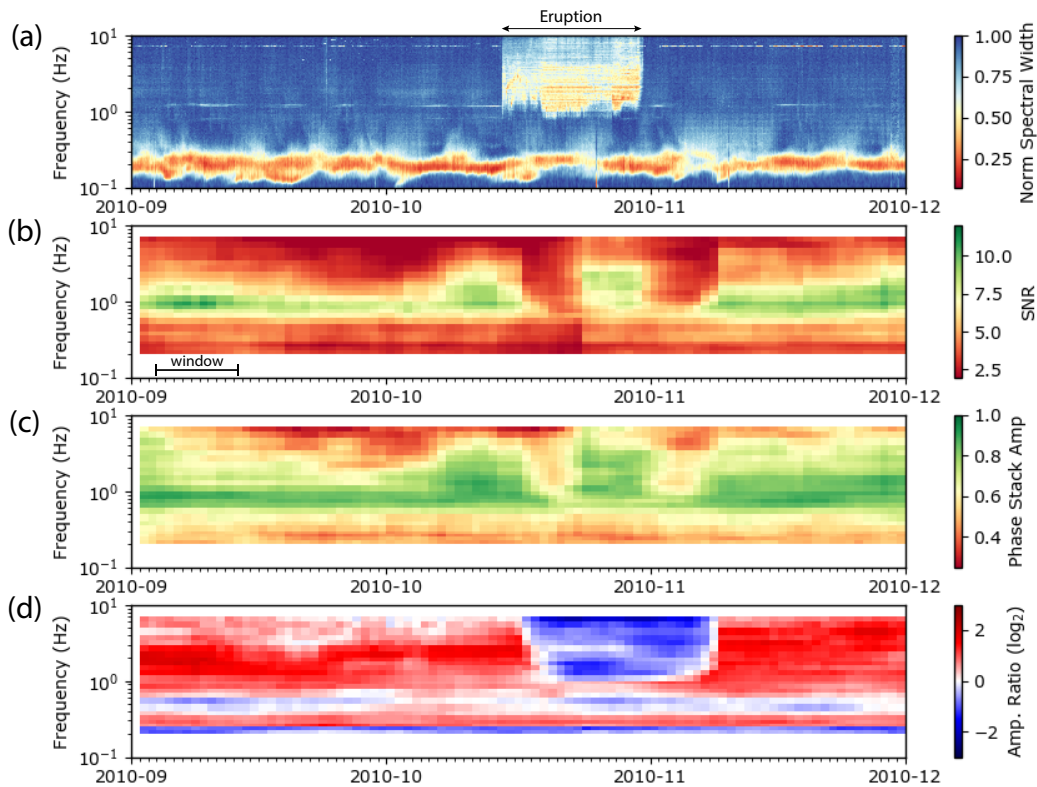 Eruption
(a)
10^1
10^0
10^-1
Frequency (Hz)
2010-09 2010-10 2010-11 2010-12
1.00
0.75
0.50
0.25
Norm Spectral Width
(b)
10^1
10^0
10^-1
Frequency (Hz)
window
2010-09 2010-10 2010-11 2010-12
10.0
7.5
5.0
2.5
SNR
(c)
10^1
10^0
10^-1
Frequency (Hz)
2010-09 2010-10 2010-11 2010-12
1.0
0.8
0.6
0.4
Phase Stack Amp
(d)
10^1
10^0
10^-1
Frequency (Hz)
2010-09 2010-10 2010-11 2010-12
2
0
−2
Amp. Ratio (log₂)